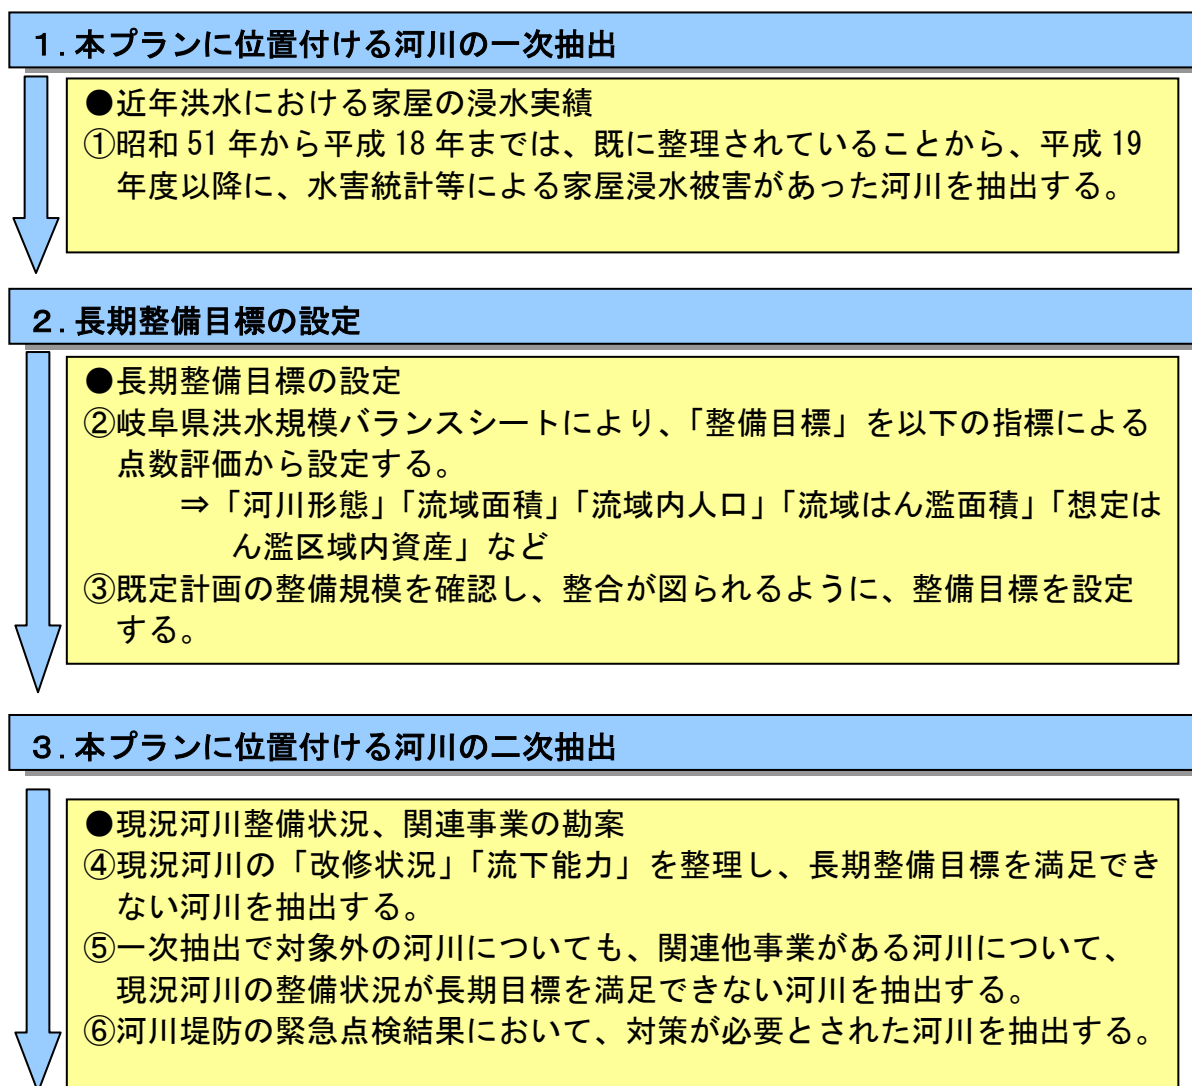 １.本プランに位置付ける河川の一次抽出
●近年洪水における家屋の浸水実績
①昭和 51 年から平成 18 年までは、既に整理されていることから、平成 19
年度以降に、水害統計等による家屋浸水被害があった河川を抽出する。
２.長期整備目標の設定
●長期整備目標の設定
②岐阜県洪水規模バランスシートにより、「整備目標」を以下の指標による
点数評価から設定する。
⇒「河川形態」「流域面積」「流域内人口」「流域はん濫面積」「想定は
ん濫区域内資産」など
③既定計画の整備規模を確認し、整合が図られるように、整備目標を設定
する。
３.本プランに位置付ける河川の二次抽出
●現況河川整備状況、関連事業の勘案
④現況河川の「改修状況」「流下能力」を整理し、長期整備目標を満足でき
ない河川を抽出する。
⑤一次抽出で対象外の河川についても、関連他事業がある河川について、
現況河川の整備状況が長期目標を満足できない河川を抽出する。
⑥河川堤防の緊急点検結果において、対策が必要とされた河川を抽出する。